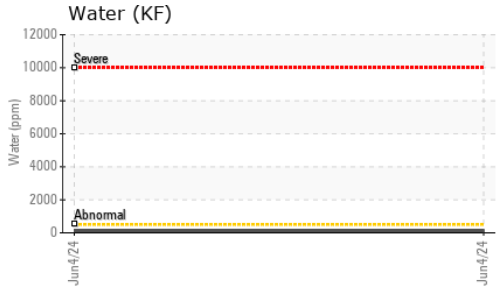 Water (KF)
12000
10000
8000
6000
4000
2000
0
Water (ppm)
Severe
Abnormal
Jun4/24
Jun4/24